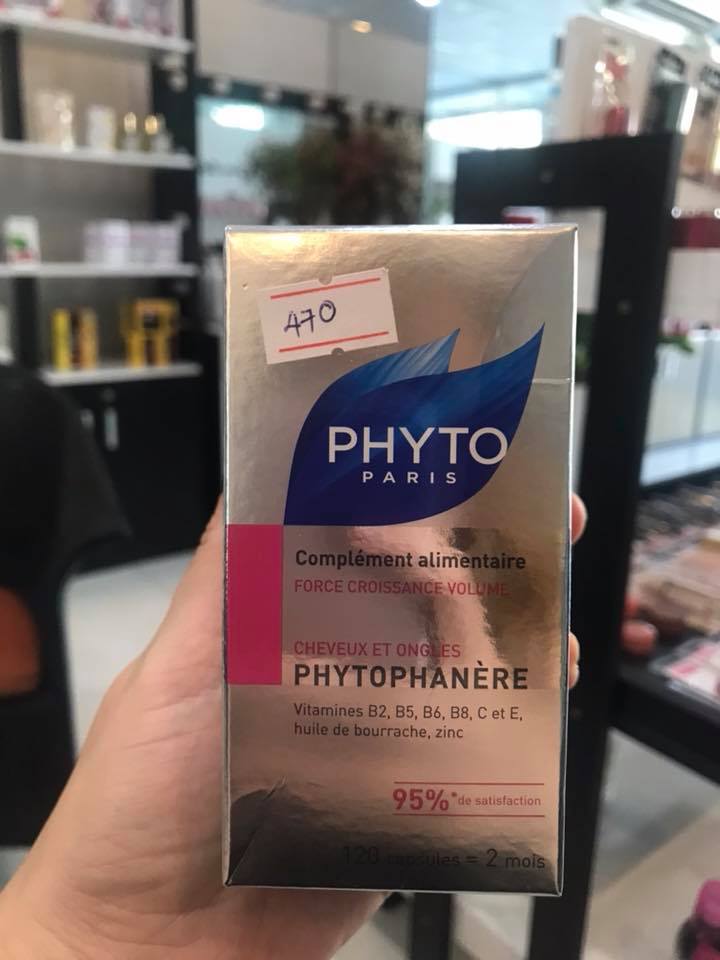 470
PHYTO
PARIS
Complément alimentaire
FORCE CROISSANCE VOLUME
CHEVEUX ET ONGLES
PHYTOPHANÈRE
Vitamines B2, B5, B6, B8, C et E,
huile de bourrache, zinc
95%* de satisfaction
120 capsules = 2 mois